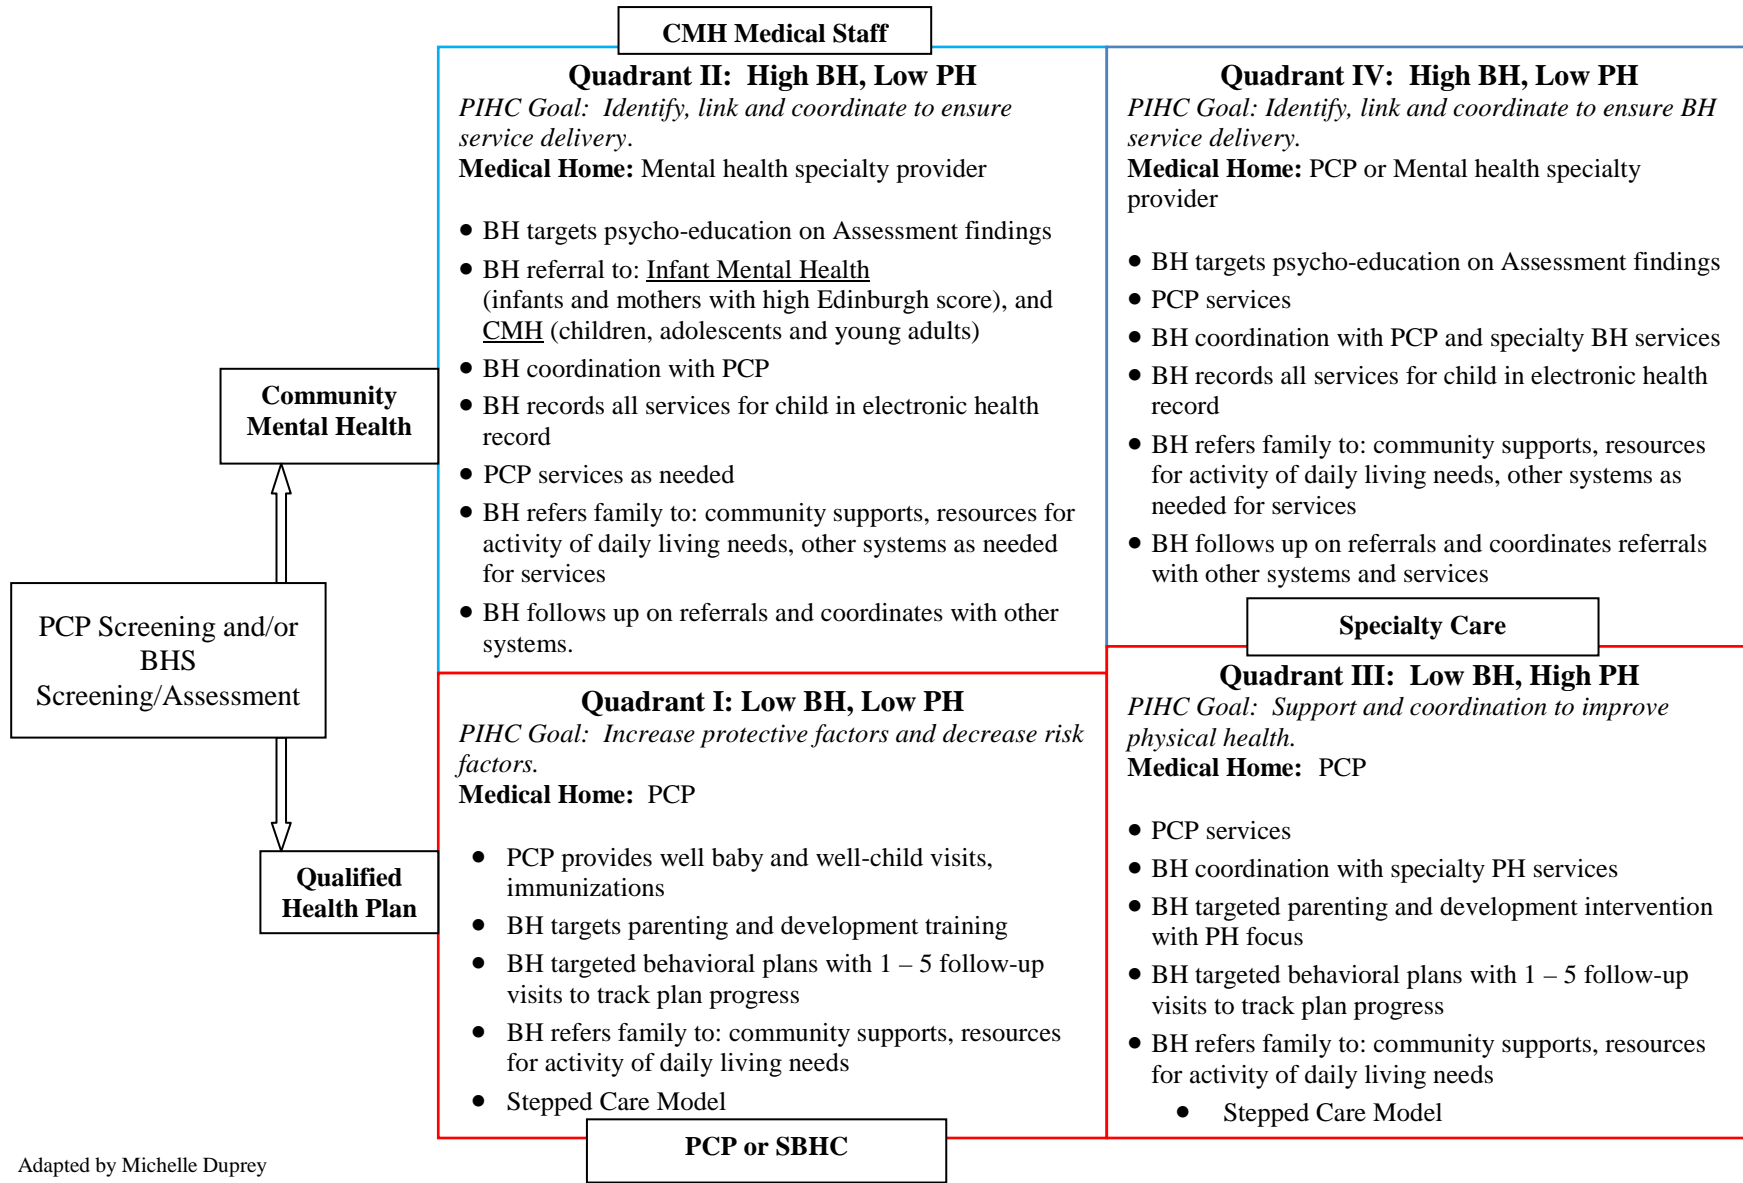 CMH Medical Staff
Quadrant II:  High BH, Low PH
PIHC Goal:  Identify, link and coordinate to ensure
service delivery.
Medical Home: Mental health specialty provider
• BH targets psycho-education on Assessment findings
• BH referral to: Infant Mental Health
(infants and mothers with high Edinburgh score), and
CMH (children, adolescents and young adults)
• BH coordination with PCP
• BH records all services for child in electronic health
record
• PCP services as needed
• BH refers family to: community supports, resources for
activity of daily living needs, other systems as needed
for services
• BH follows up on referrals and coordinates with other
systems.
Quadrant IV:  High BH, Low PH
PIHC Goal: Identify, link and coordinate to ensure BH
service delivery.
Medical Home: PCP or Mental health specialty
provider
• BH targets psycho-education on Assessment findings
• PCP services
• BH coordination with PCP and specialty BH services
• BH records all services for child in electronic health
record
• BH refers family to: community supports, resources
for activity of daily living needs, other systems as
needed for services
• BH follows up on referrals and coordinates referrals
with other systems and services
Community
Mental Health
PCP Screening and/or
BHS
Screening/Assessment
Qualified
Health Plan
Specialty Care
Quadrant I: Low BH, Low PH
PIHC Goal:  Increase protective factors and decrease risk
factors.
Medical Home:  PCP
• PCP provides well baby and well-child visits,
immunizations
• BH targets parenting and development training
• BH targeted behavioral plans with 1 – 5 follow-up
visits to track plan progress
• BH refers family to: community supports, resources
for activity of daily living needs
• Stepped Care Model
Quadrant III:  Low BH, High PH
PIHC Goal:  Support and coordination to improve
physical health.
Medical Home:  PCP
• PCP services
• BH coordination with specialty PH services
• BH targeted parenting and development intervention
with PH focus
• BH targeted behavioral plans with 1 – 5 follow-up
visits to track plan progress
• BH refers family to: community supports, resources
for activity of daily living needs
• Stepped Care Model
PCP or SBHC
Adapted by Michelle Duprey